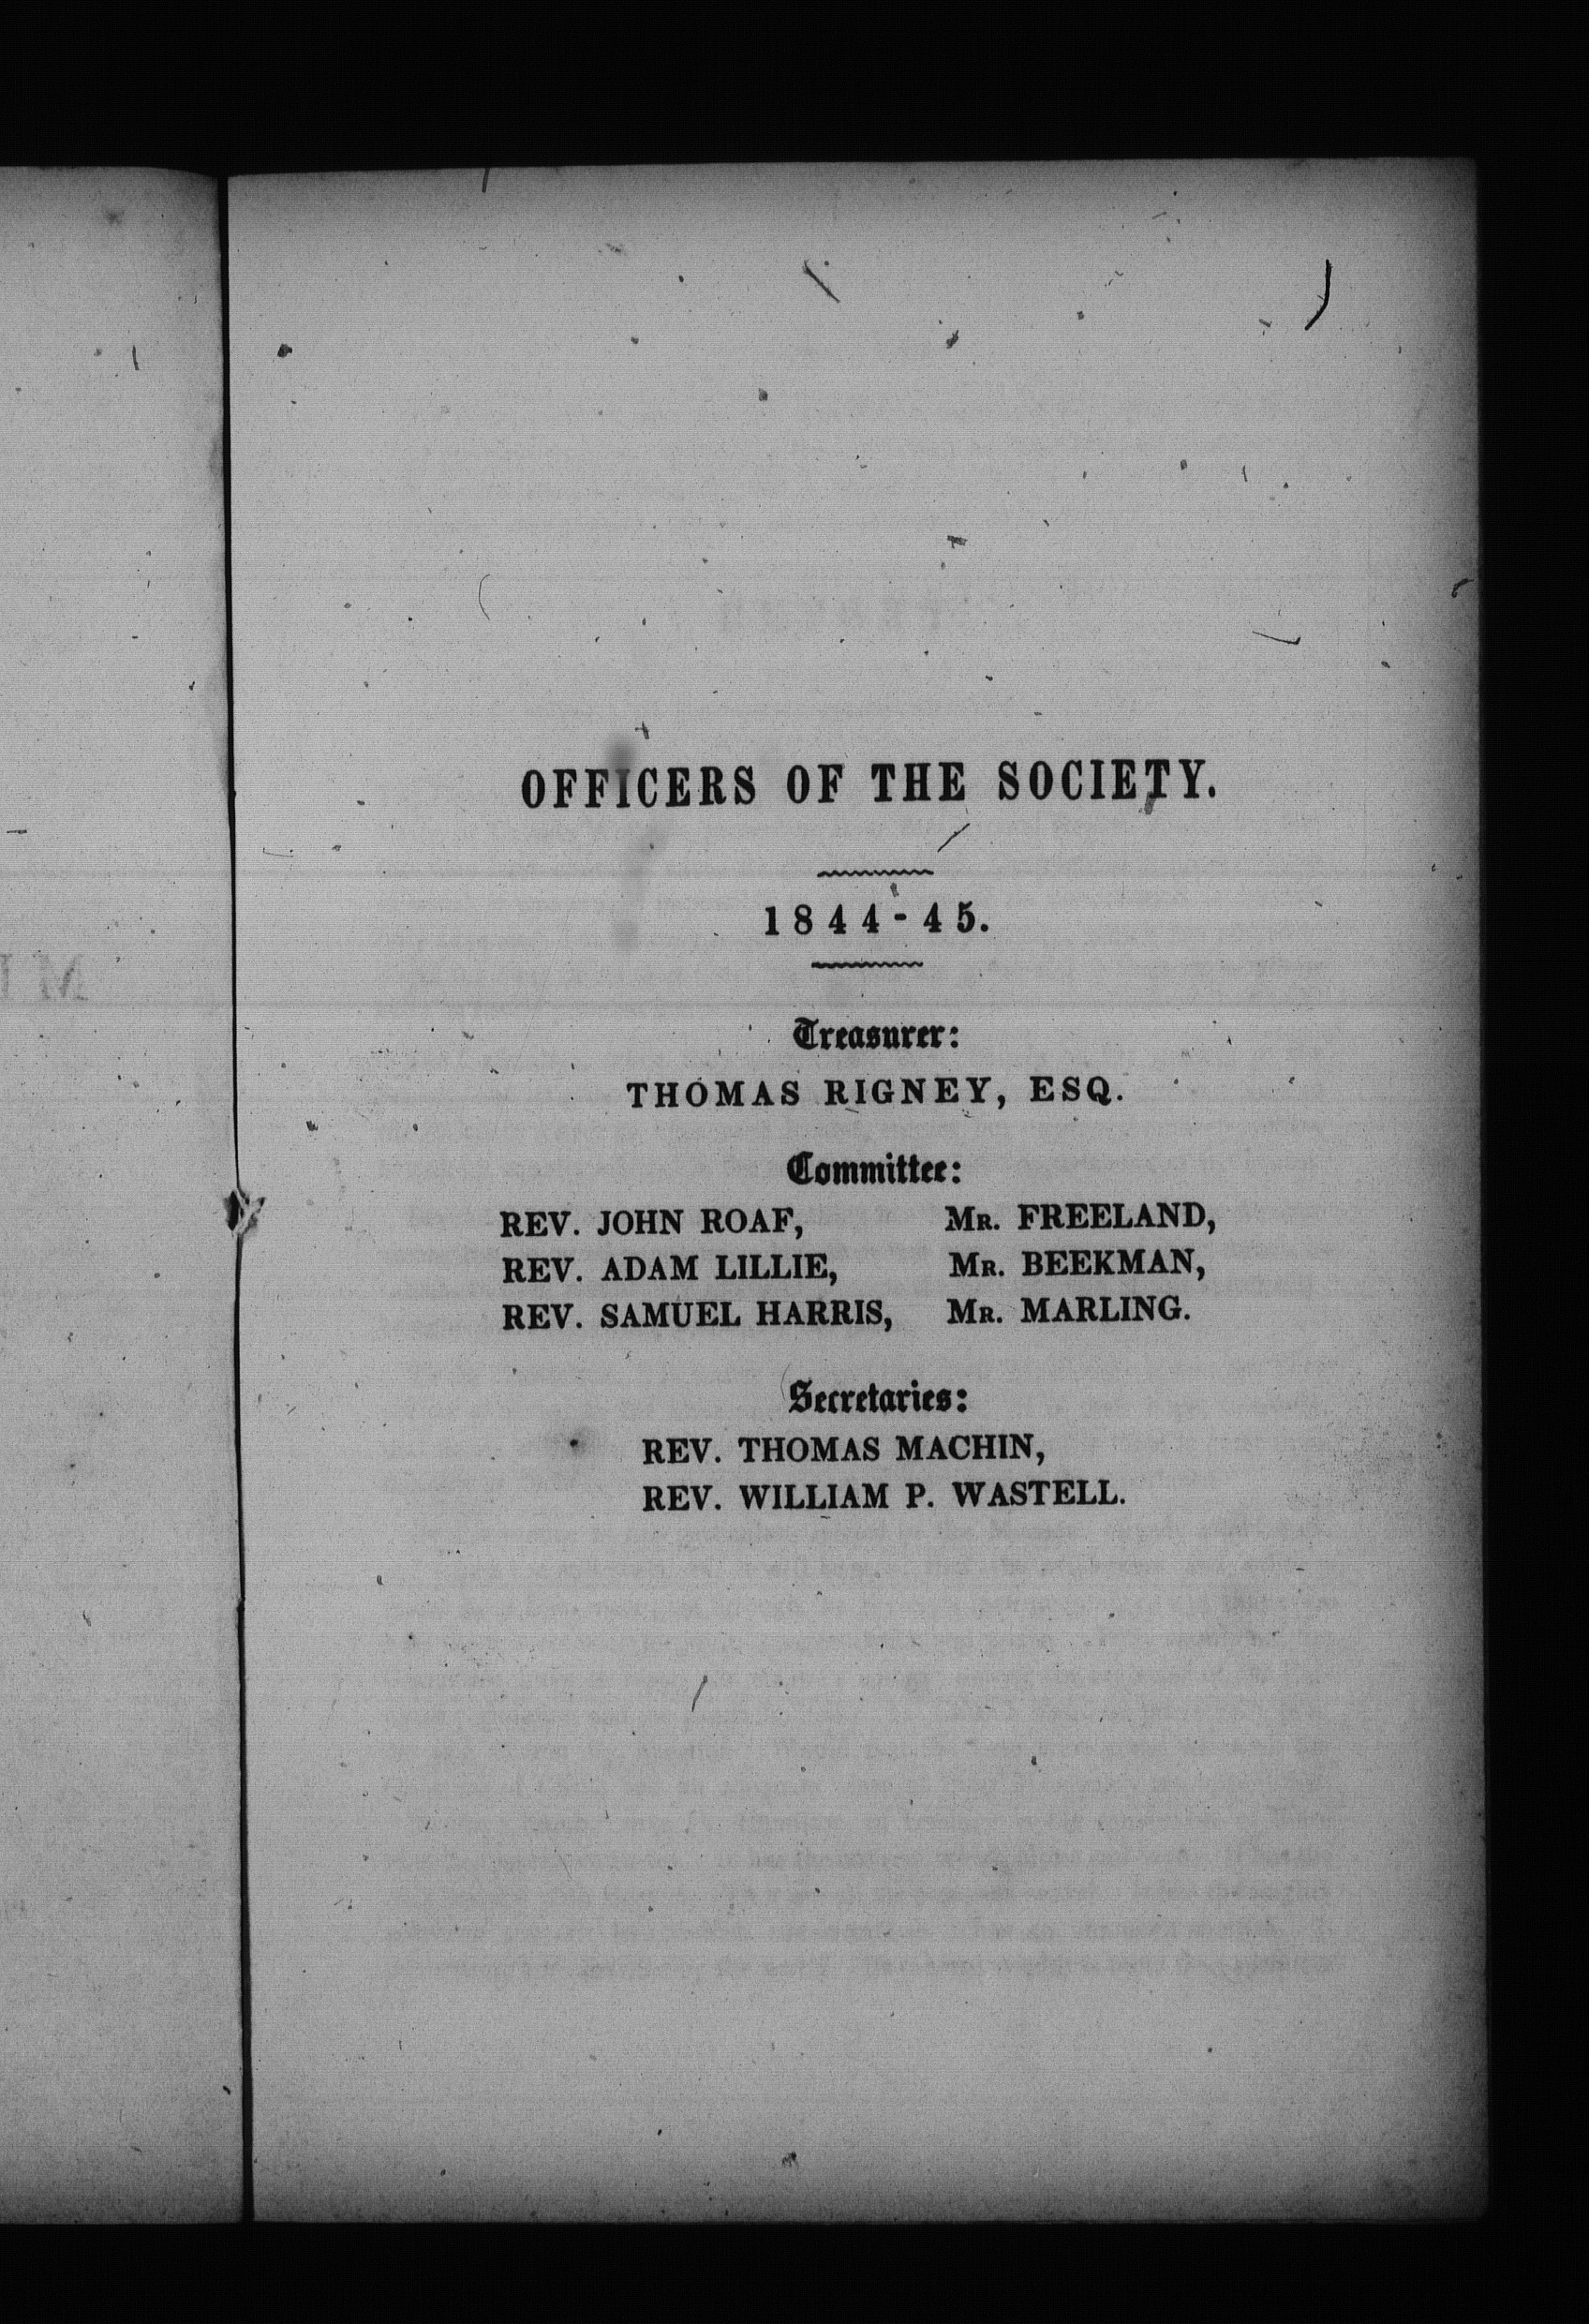 OFFICERS OF THE SOCIETY.
1844-45.
Treasurer:
THOMAS RIGNEY, ESQ.
Committee:
REV. JOHN ROAF, MR. FREELAND,
REV. ADAM LILLIE, MR. BEEKMAN,
REV. SAMUEL HARRIS, MR. MARLING.
Secretaries:
REV. THOMAS MACHIN,
REV. WILLIAM P. WASTELL.